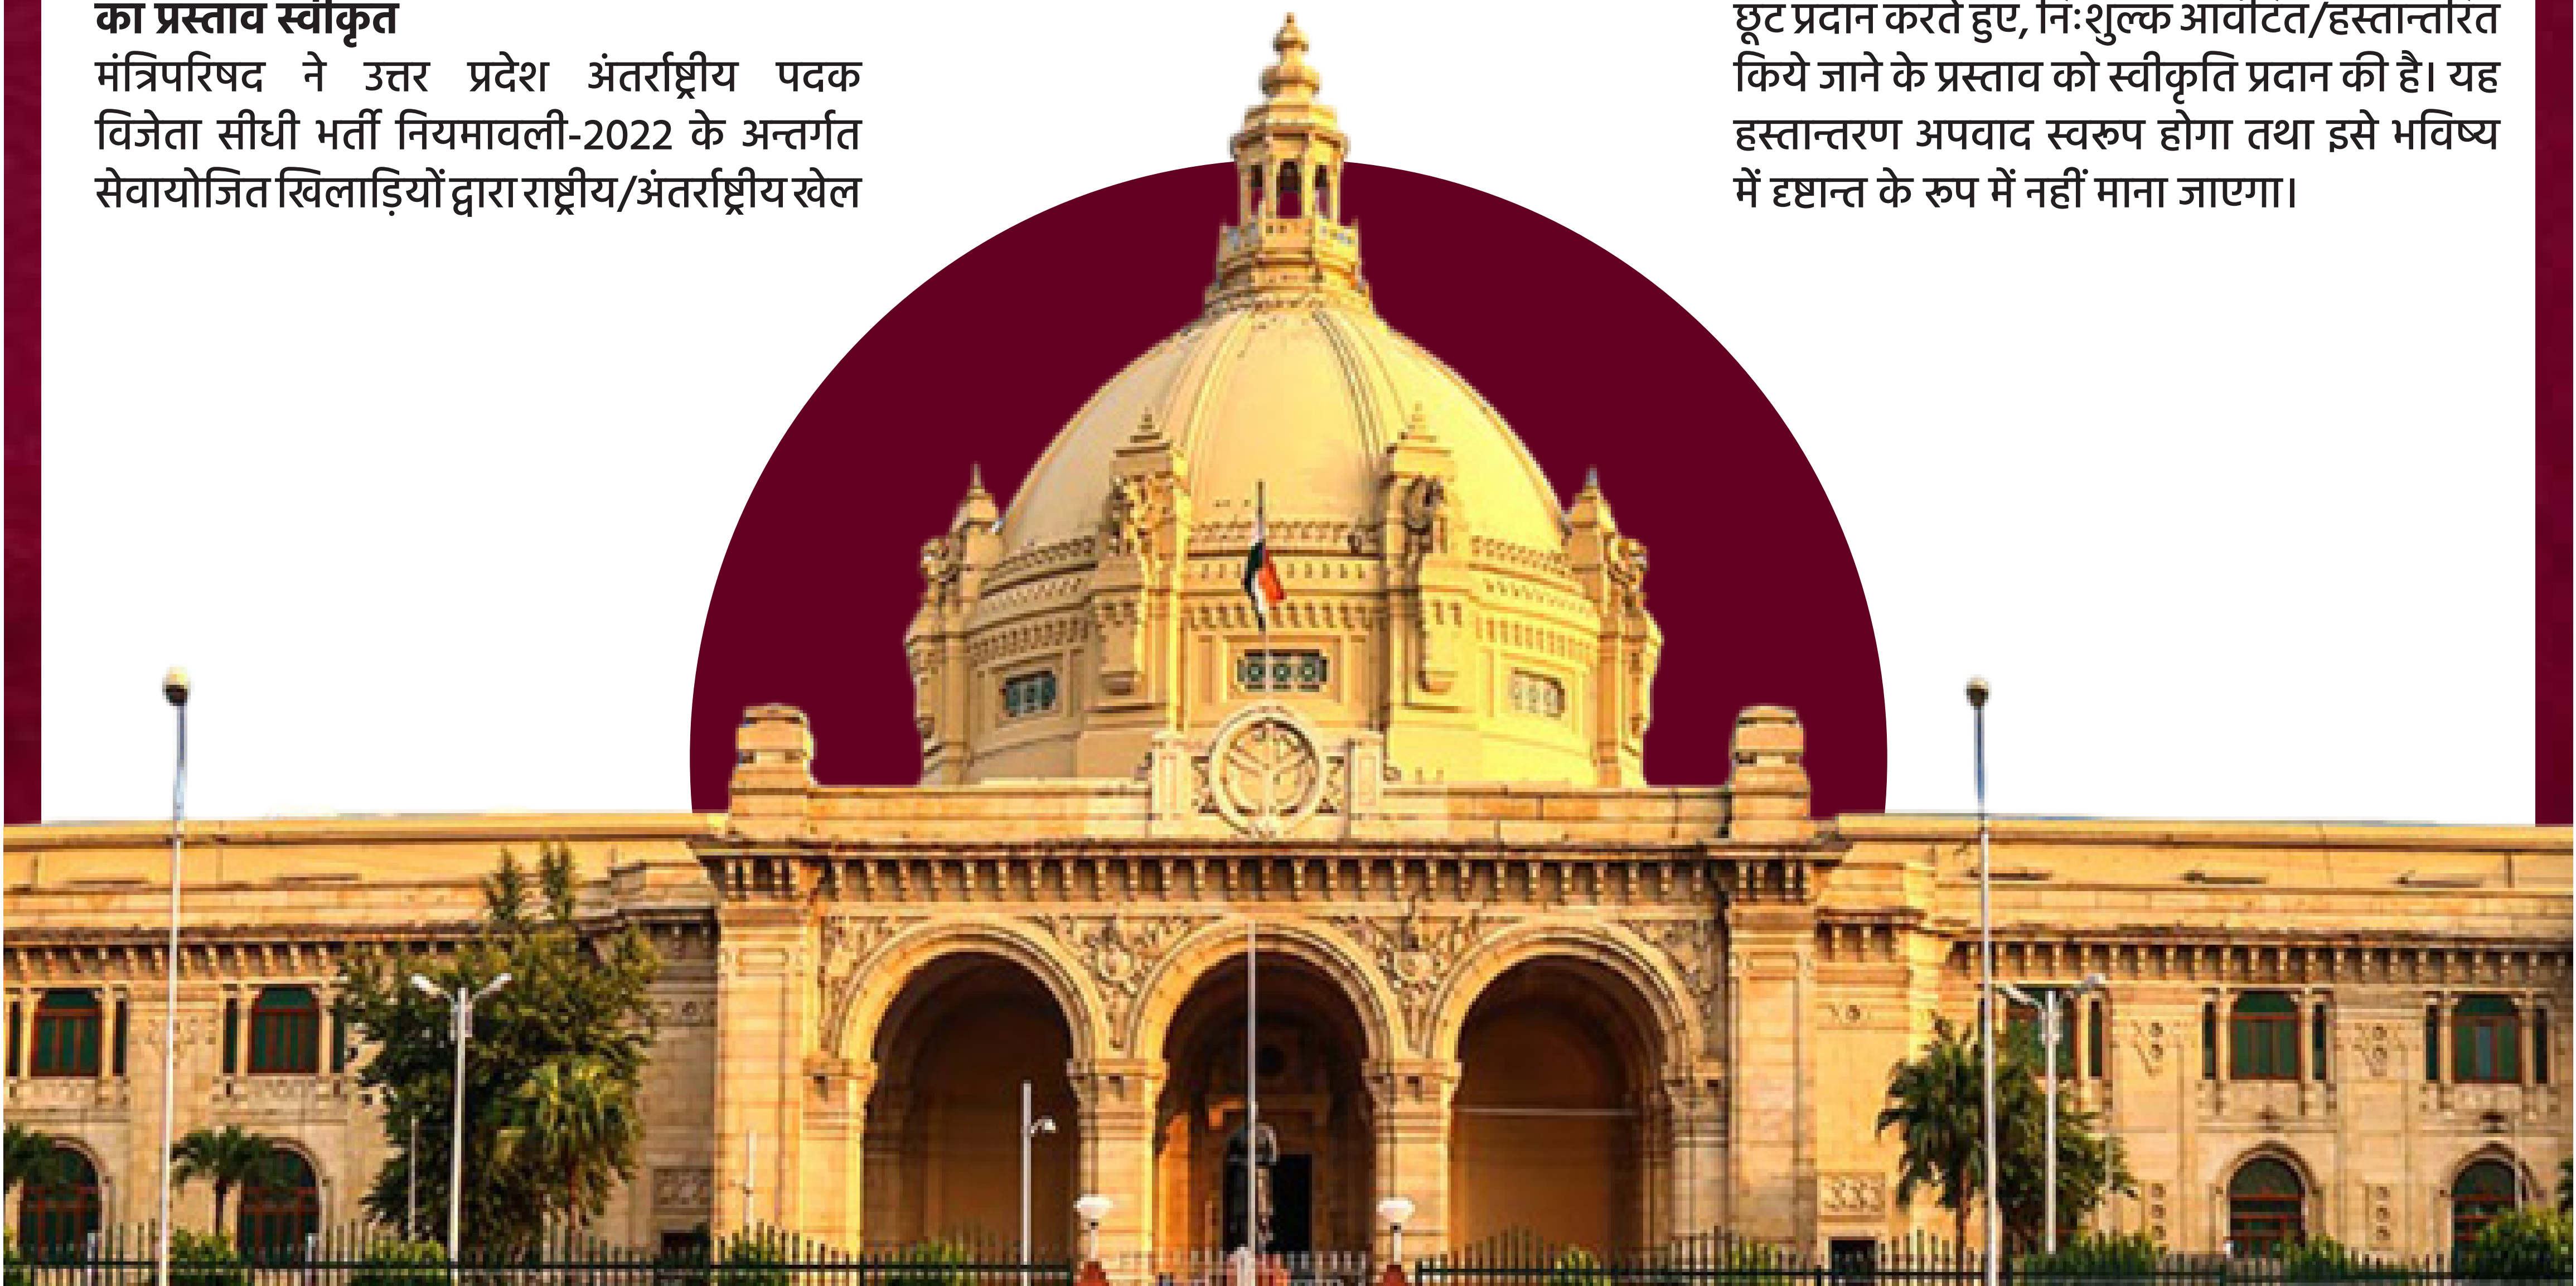 का प्रस्ताव स्वीकृत
मंत्रिपरिषद ने उत्तर प्रदेश अंतर्राष्ट्रीय पदक
विजेता सीधी भर्ती नियमावली-2022 के अन्तर्गत
सेवायोजित खिलाड़ियों द्वारा राष्ट्रीय/अंतर्राष्ट्रीय खेल
छूट प्रदान करते हुए, निःशुल्क आवंटित/हस्तान्तरित
किये जाने के प्रस्ताव को स्वीकृति प्रदान की है। यह
हस्तान्तरण अपवाद स्वरूप होगा तथा इसे भविष्य
में दृष्टान्त के रूप में नहीं माना जाएगा।